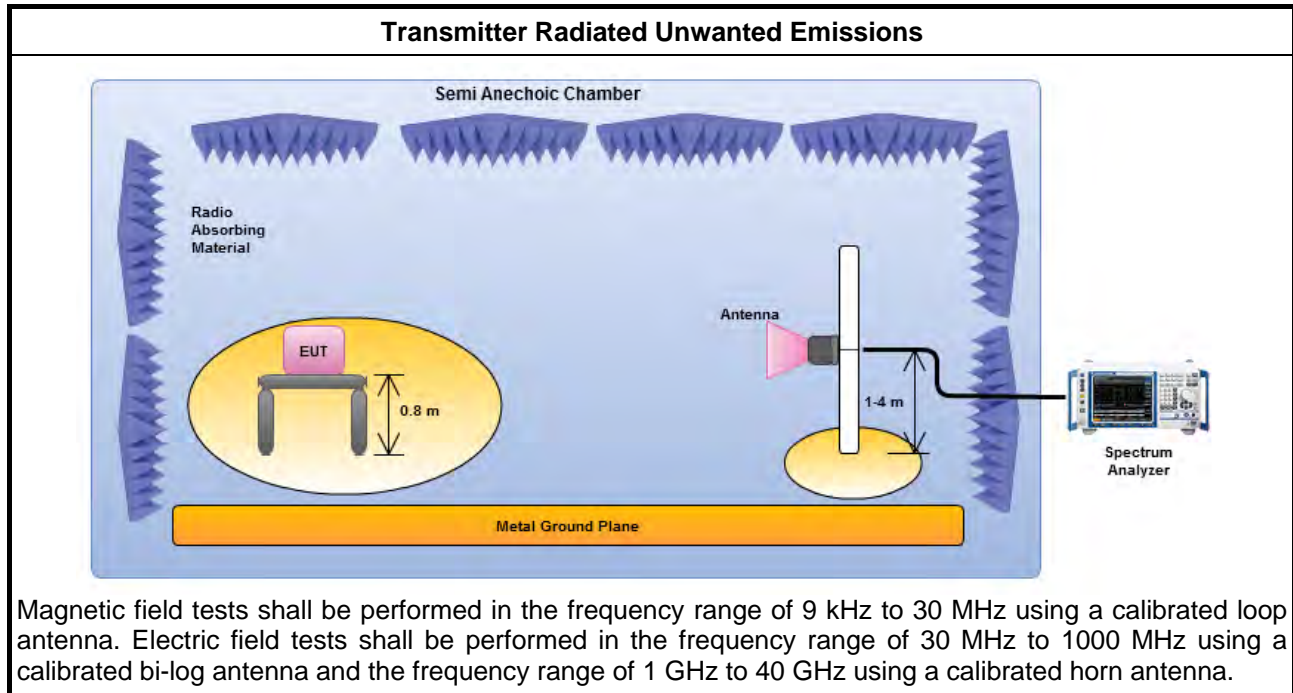 Transmitter Radiated Unwanted Emissions
Semi Anechoic Chamber
Radio
Absorbing
Material
Antenna
EUT
0.8 m
1-4 m
Spectrum
Analyzer
Metal Ground Plane
Magnetic field tests shall be performed in the frequency range of 9 kHz to 30 MHz using a calibrated loop
antenna. Electric field tests shall be performed in the frequency range of 30 MHz to 1000 MHz using a
calibrated bi-log antenna and the frequency range of 1 GHz to 40 GHz using a calibrated horn antenna.